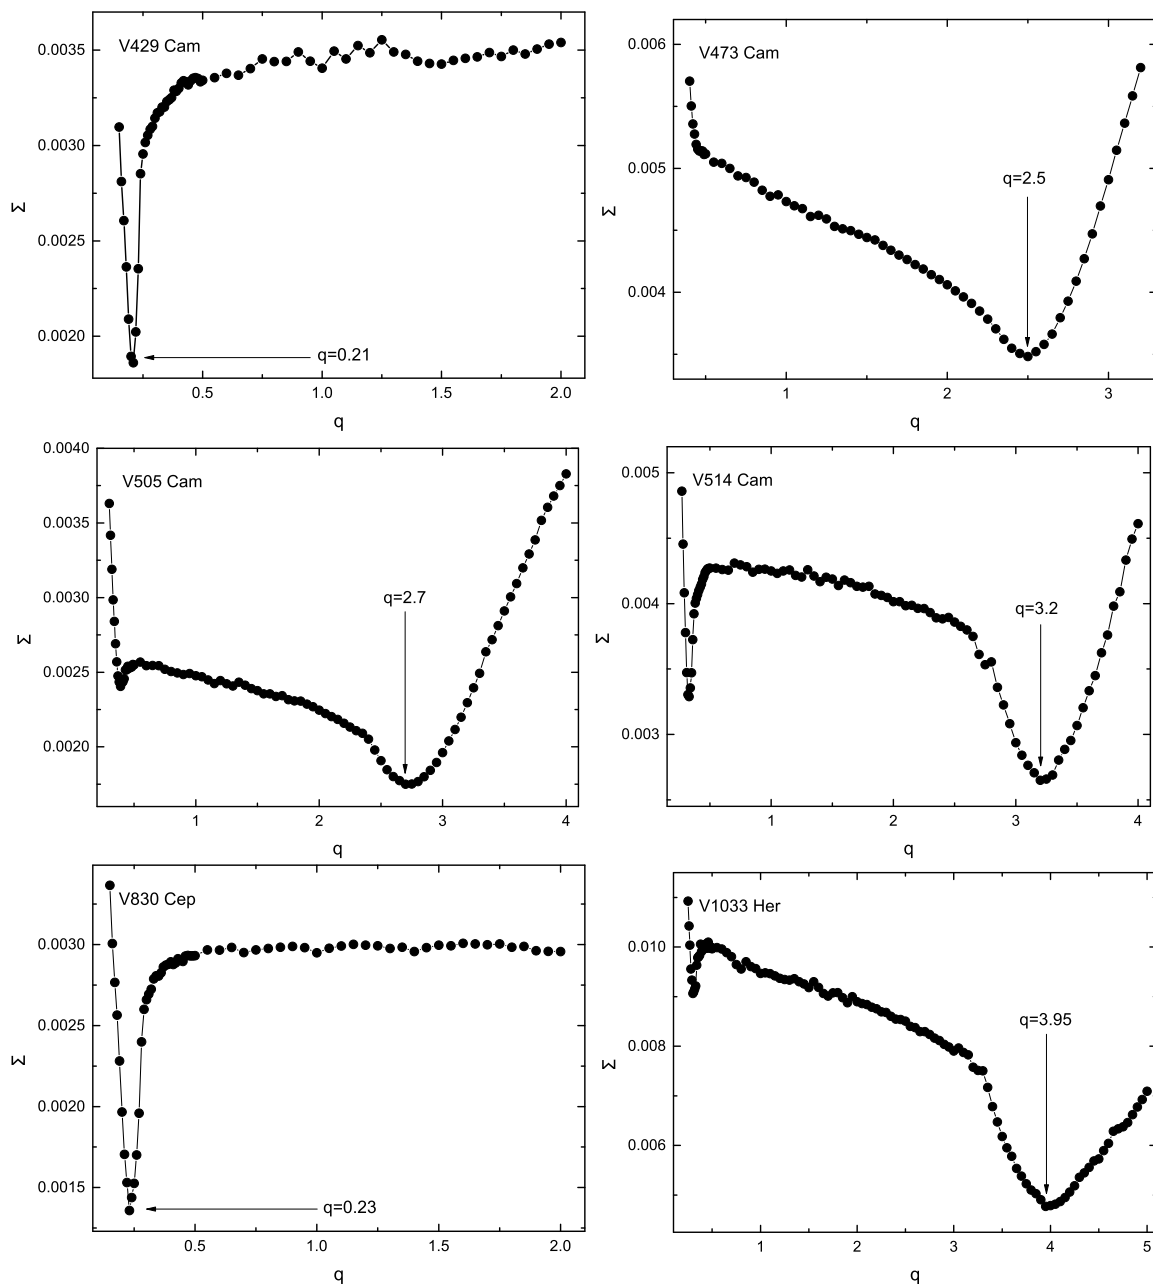 V429 Cam
0.0035
0.0030
0.0025
0.0020
Σ
q=0.21
0.5 1.0 1.5 2.0
q
V473 Cam
0.006
0.005
0.004
Σ
q=2.5
1 2 3
q
V505 Cam
0.0040
0.0035
0.0030
0.0025
0.0020
Σ
q=2.7
1 2 3 4
q
V514 Cam
0.005
0.004
0.003
Σ
q=3.2
1 2 3 4
q
V830 Cep
0.0030
0.0025
0.0020
0.0015
Σ
q=0.23
0.5 1.0 1.5 2.0
q
V1033 Her
0.010
0.008
0.006
Σ
q=3.95
1 2 3 4 5
q